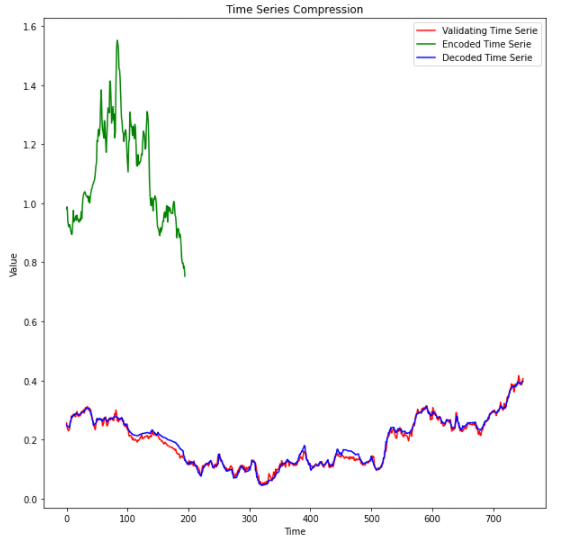 Time Series Compression
Validating Time Serie
Encoded Time Serie
Decoded Time Serie
Value
1.6
1.4
1.2
1.0
0.8
0.6
0.4
0.2
0.0
0 100 200 300 400 500 600 700
Time